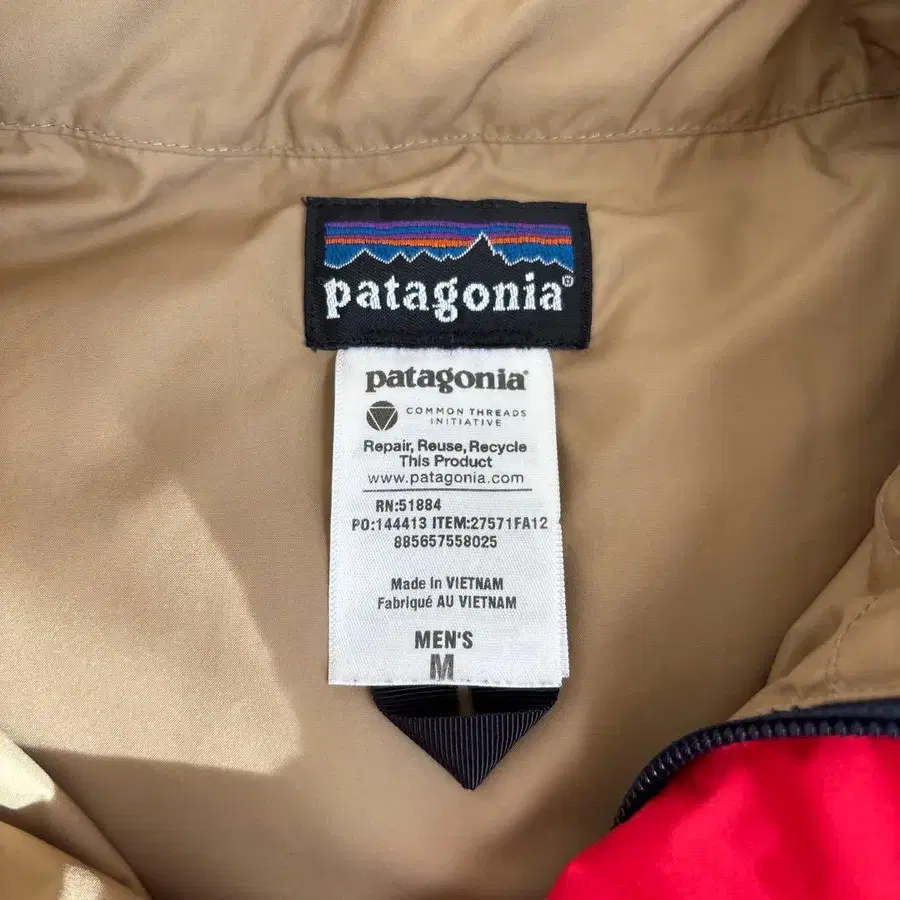 patagonia®
patagonia®
COMMON THREADS
INITIATIVE
Repair, Reuse, Recycle
This Product
www.patagonia.com
RN:51884
PO:144413 ITEM:27571FA12
885657558025
Made in VIETNAM
Fabriqué AU VIETNAM
MEN'S
M